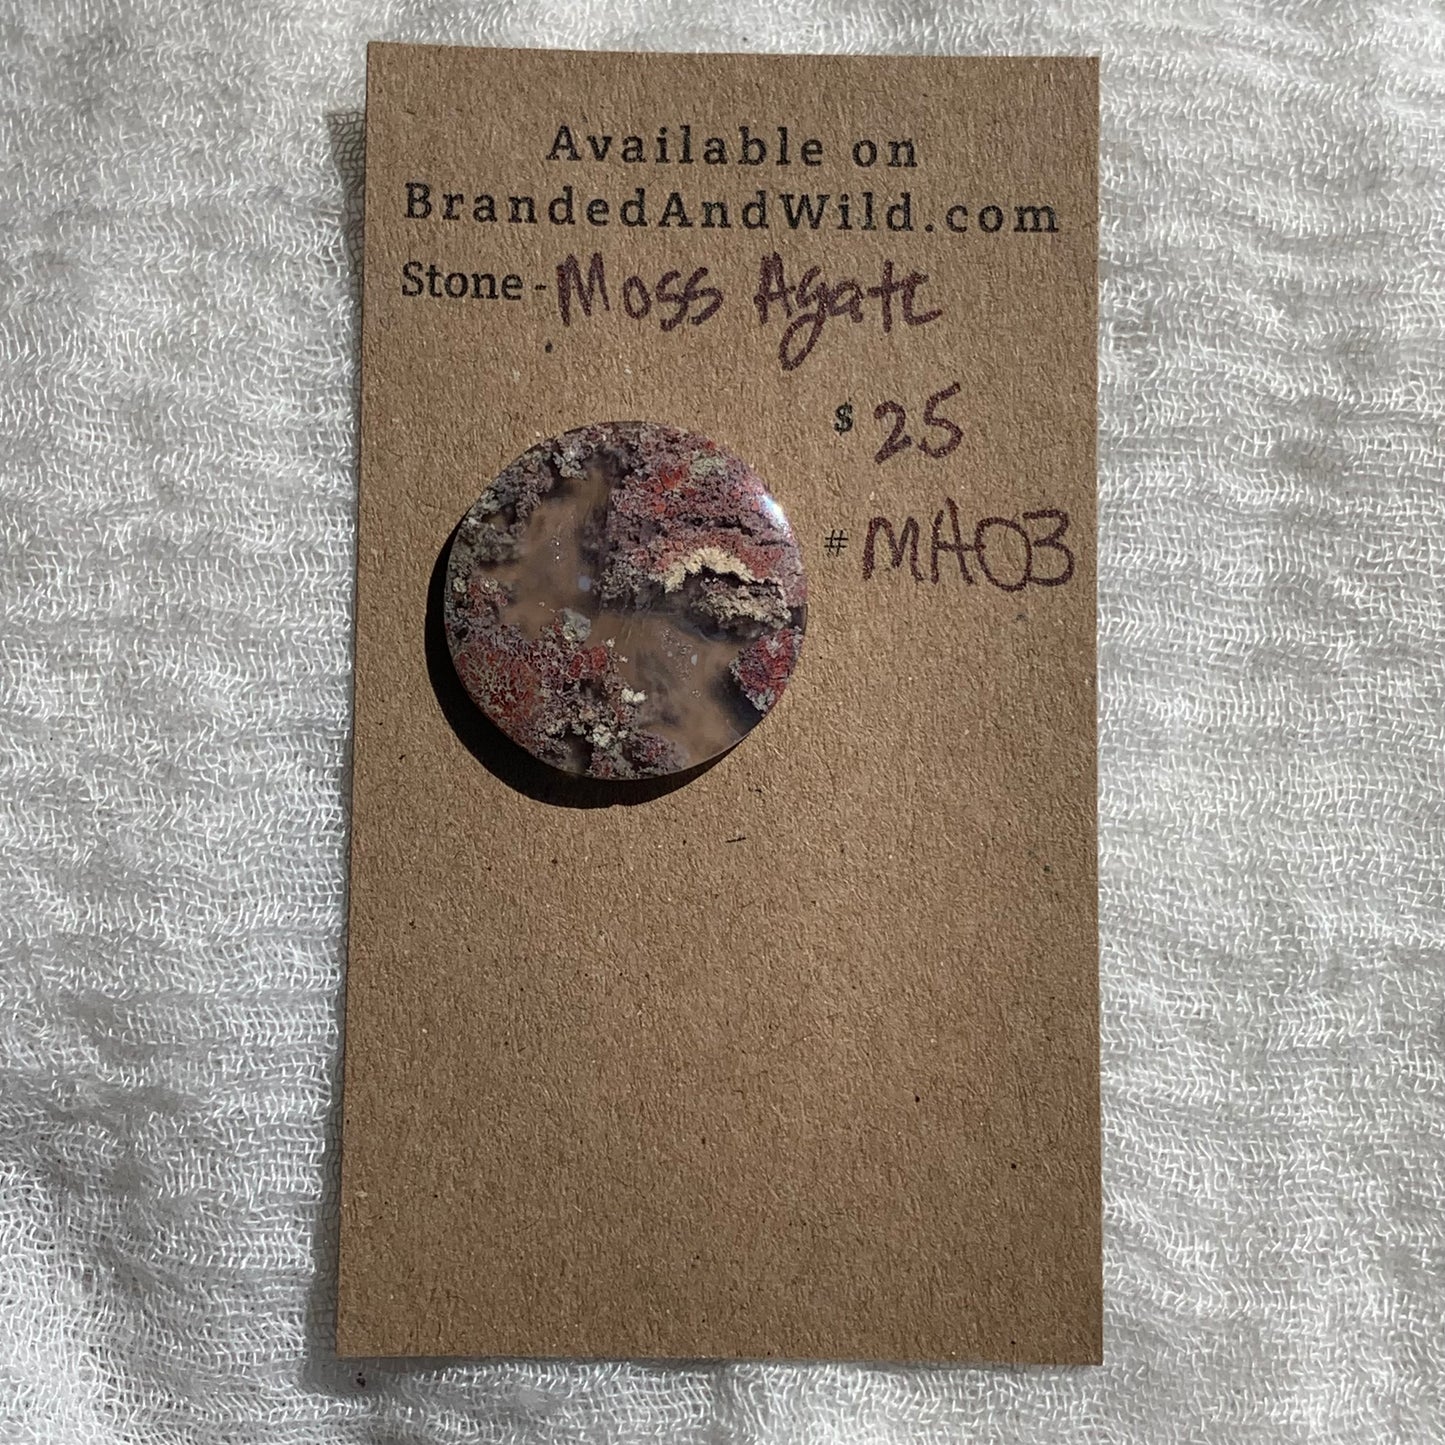 Available on
BrandedAndWild.com
Stone - Moss Agate
$ 25
# MA03